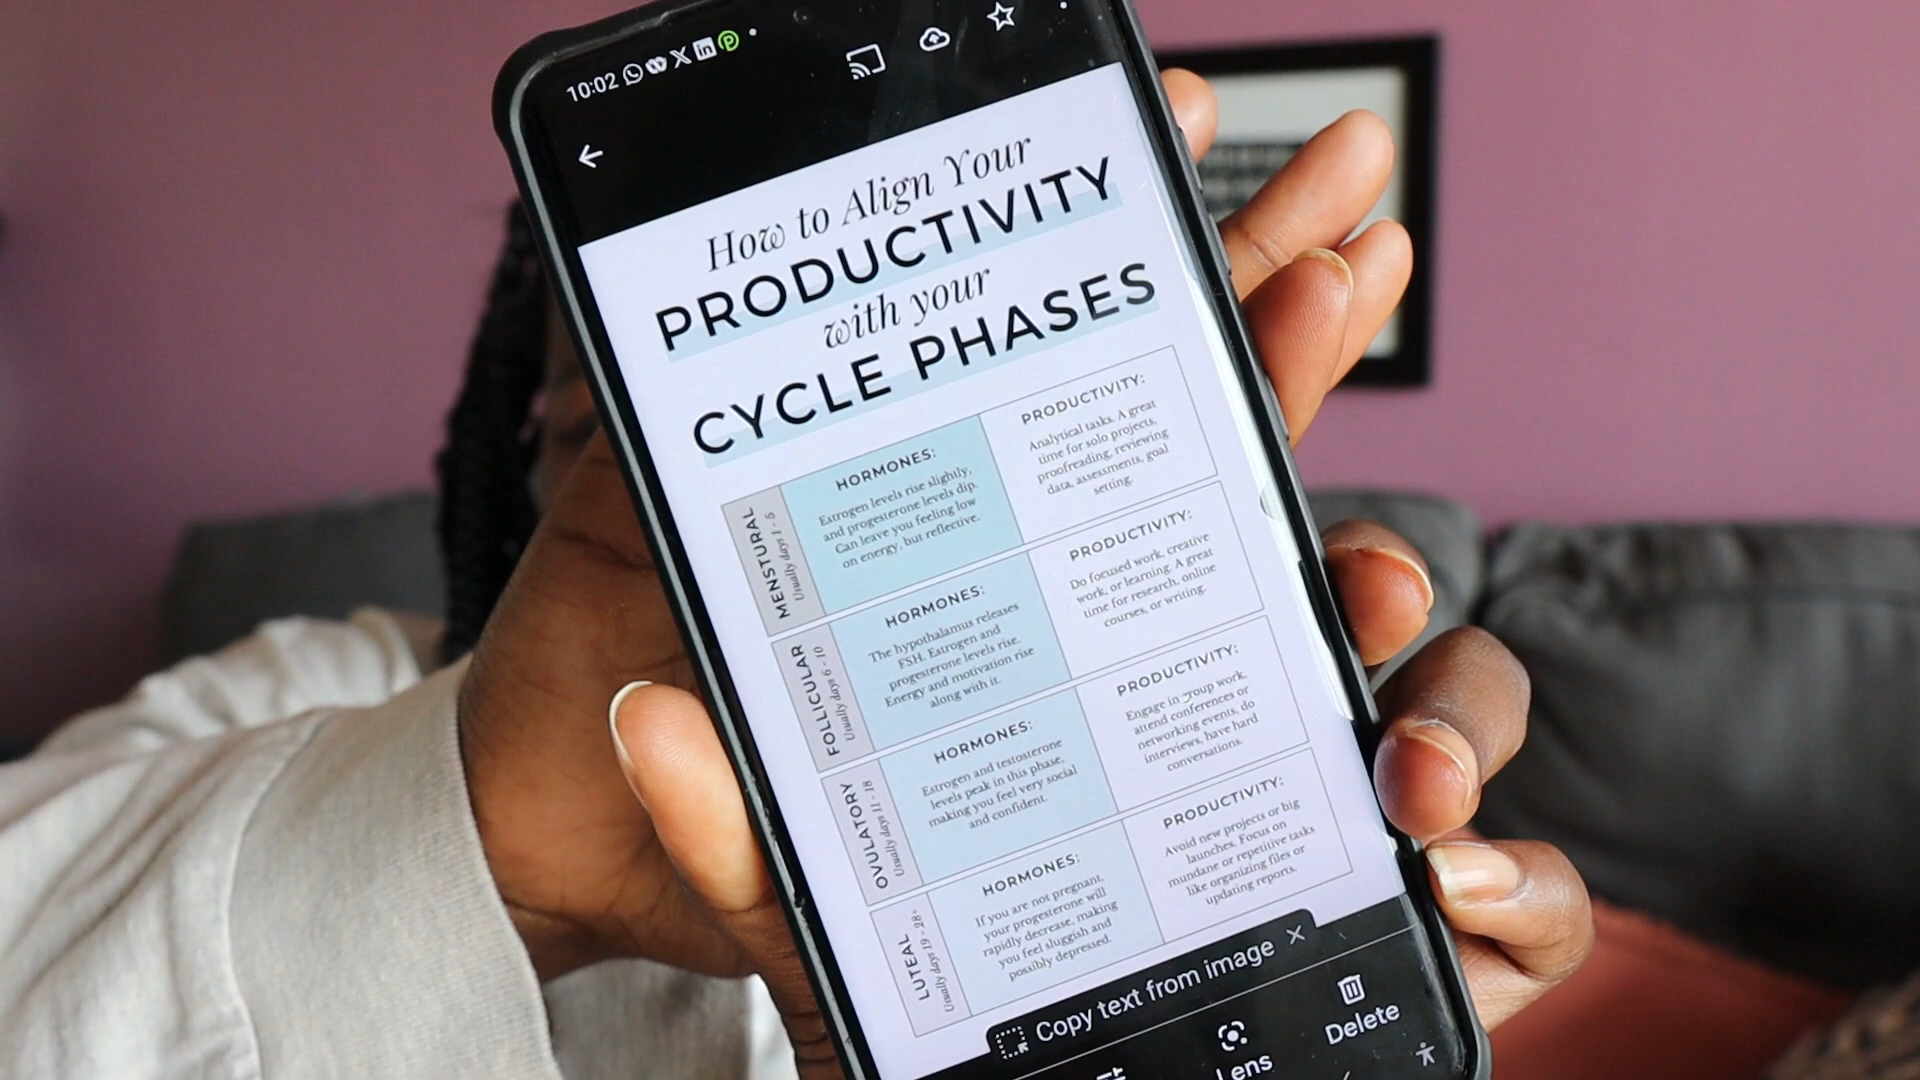 10:02
How to Align Your
PRODUCTIVITY
with your
CYCLE PHASES
MENSTURAL
Usually days 1 - 5
HORMONES:
Estrogen levels rise slightly,
and progesterone levels dip.
Can leave you feeling low
on energy, but reflective.
PRODUCTIVITY:
Analytical tasks. A great
time for solo projects,
proofreading, reviewing
data, assessments, goal
setting.
FOLLICULAR
Usually days 6 - 10
HORMONES:
The hypothalamus releases
FSH. Estrogen and
progesterone levels rise.
Energy and motivation rise
along with it.
PRODUCTIVITY:
Do focused work, creative
work, or learning. A great
time for research, online
courses, or writing.
OVULATORY
Usually days 11 - 18
HORMONES:
Estrogen and testosterone
levels peak in this phase,
making you feel very social
and confident.
PRODUCTIVITY:
Engage in group work,
attend conferences or
networking events, do
interviews, have hard
conversations.
LUTEAL
Usually days 19 - 28+
HORMONES:
If you are not pregnant,
your progesterone will
rapidly decrease, making
you feel sluggish and
possibly depressed.
PRODUCTIVITY:
Avoid new projects or big
launches. Focus on
mundane or repetitive tasks
like organizing files or
updating reports.
Copy text from image
Lens
Delete